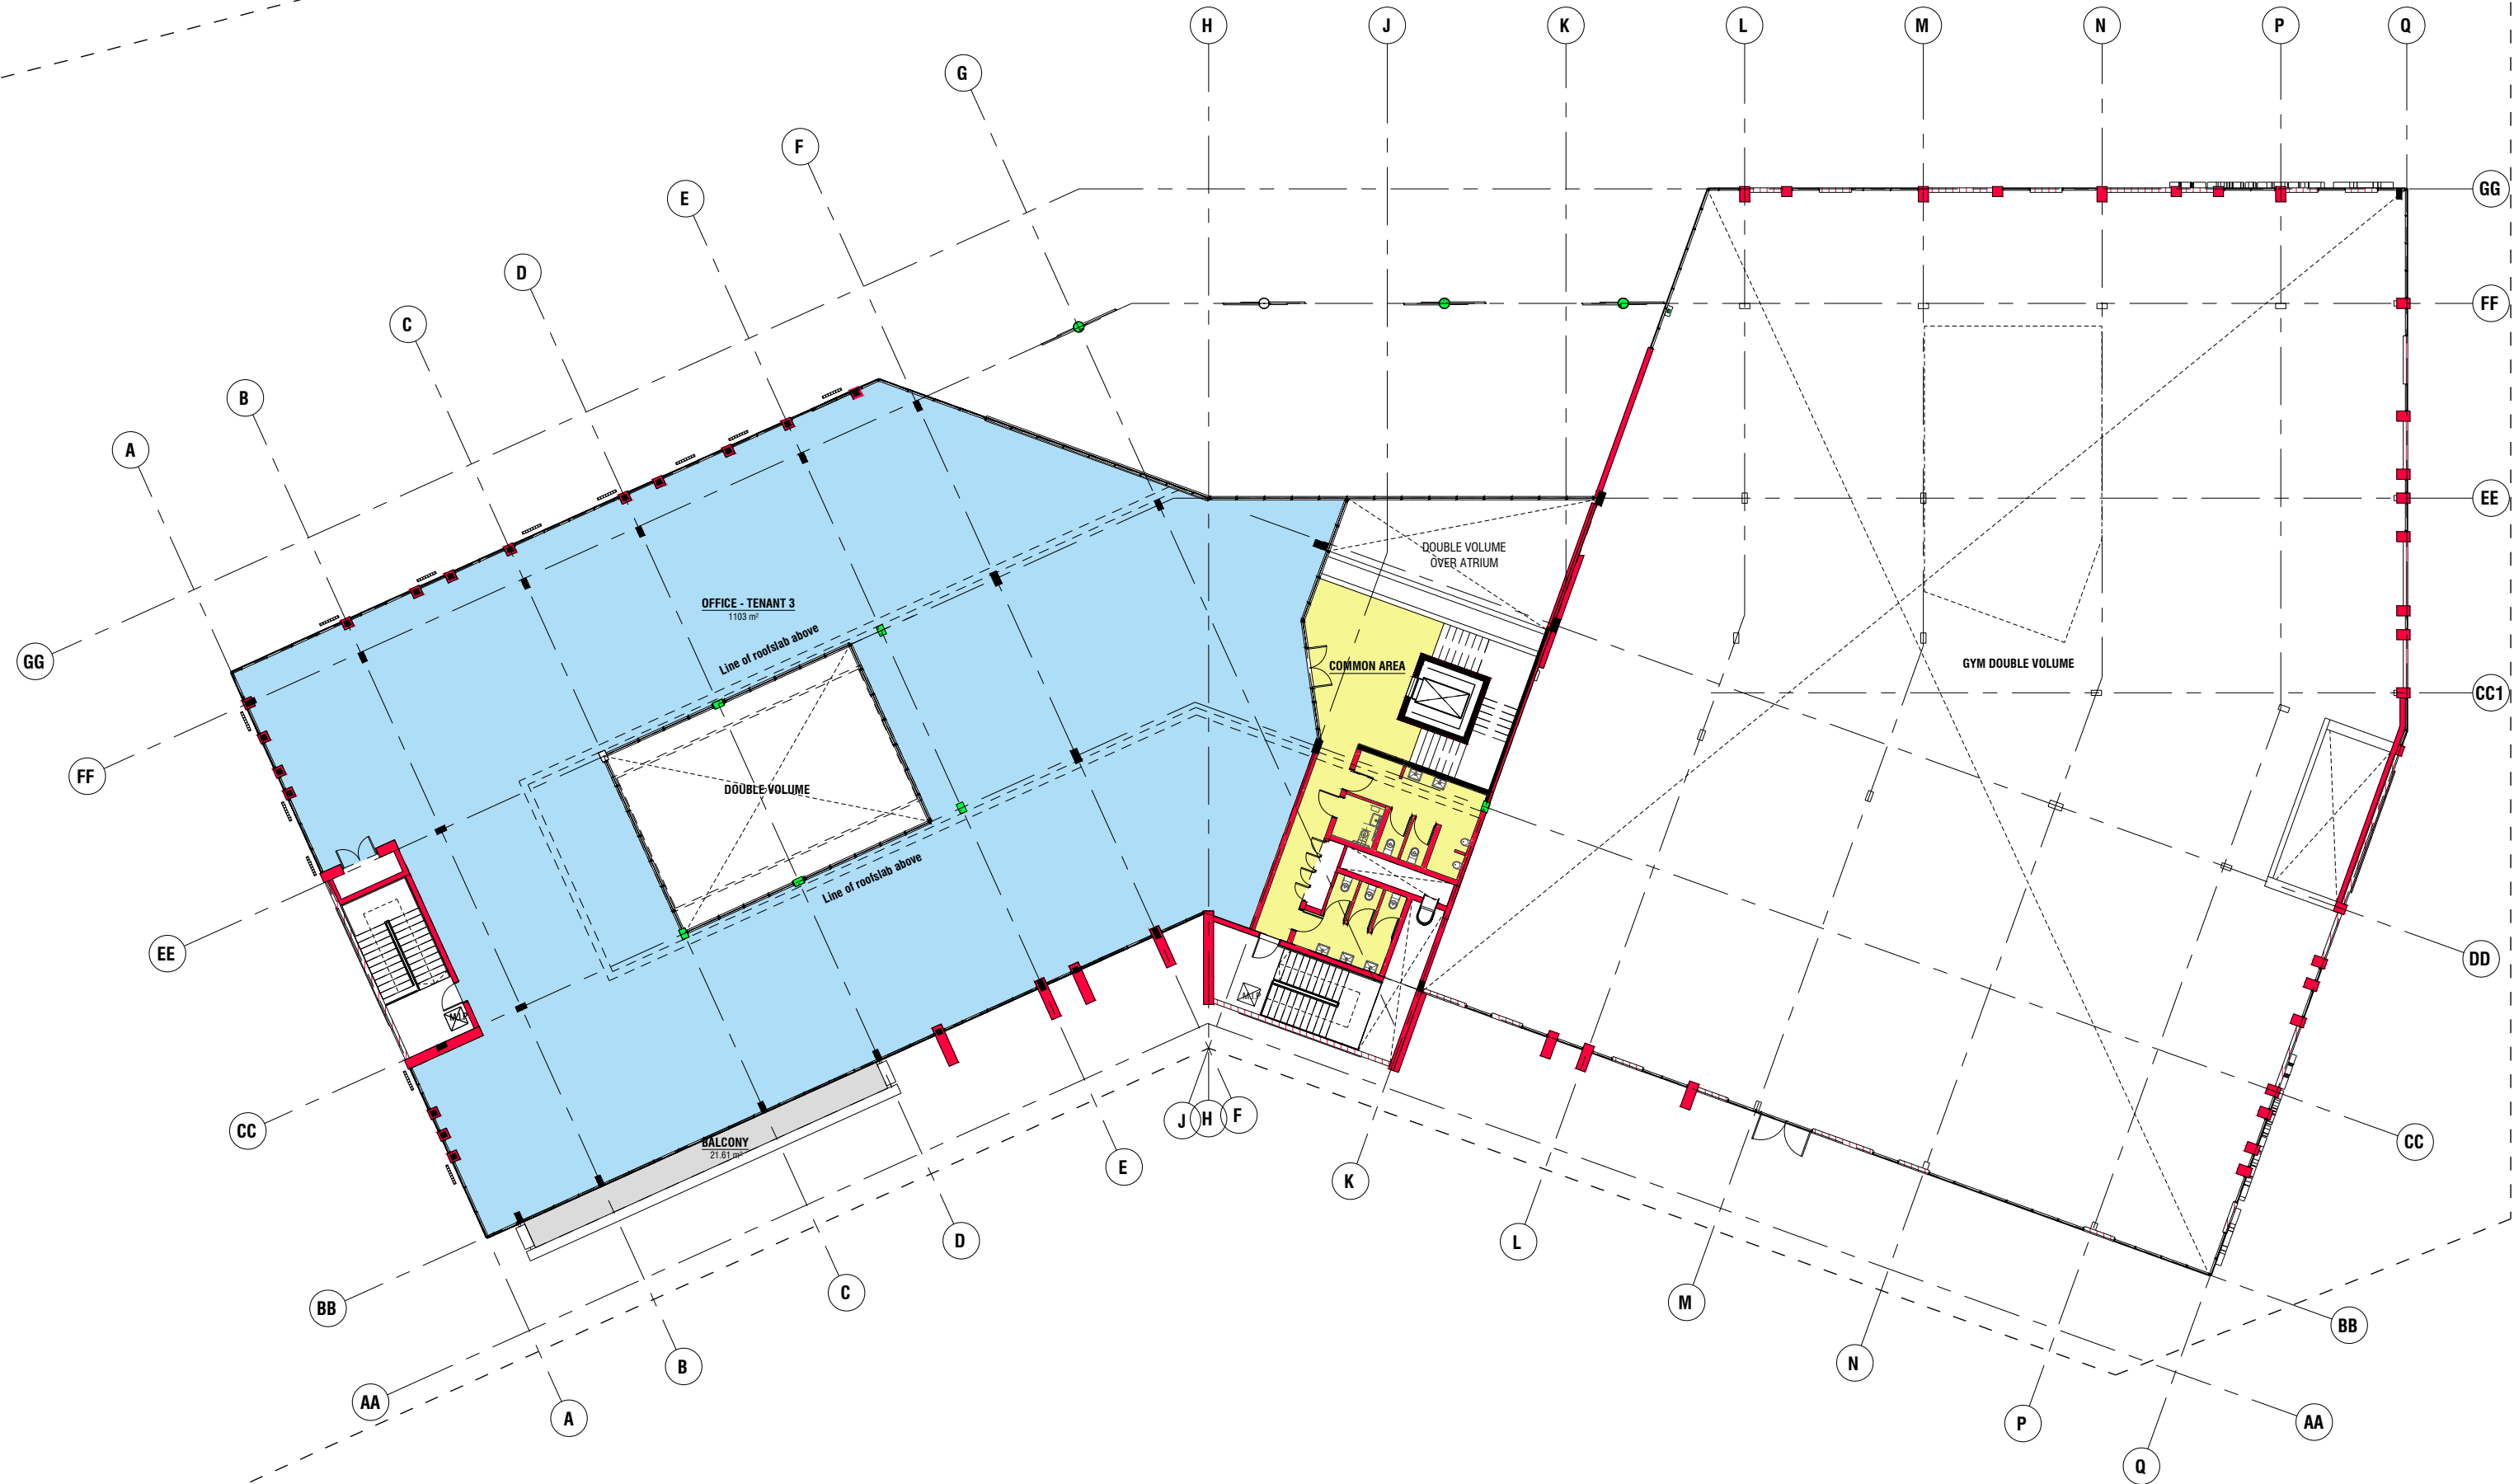 H
J
K
L
M
N
P
Q
G
F
E
D
C
B
A
GG
FF
EE
CC1
DOUBLE VOLUME
OVER ATRIUM
OFFICE - TENANT 3
1103 m²
Line of roofslab above
COMMON AREA
GYM DOUBLE VOLUME
GG
FF
DOUBLE VOLUME
Line of roofslab above
EE
DD
CC
BALCONY
21.61 m²
J
H
F
E
K
D
L
C
M
B
N
A
P
Q
CC
BB
AA
BB
AA